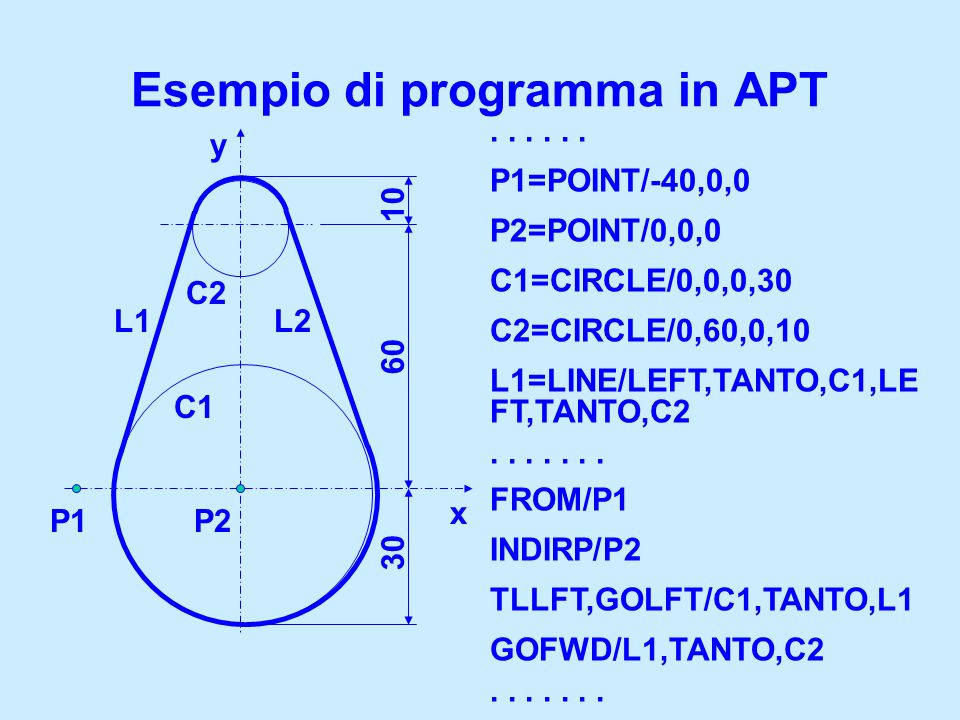 Esempio di programma in APT
y
10
C2
L1
L2
60
C1
x
P1
P2
30
. . . . . .
P1=POINT/-40,0,0
P2=POINT/0,0,0
C1=CIRCLE/0,0,0,30
C2=CIRCLE/0,60,0,10
L1=LINE/LEFT,TANTO,C1,LE
FT,TANTO,C2
. . . . . . .
FROM/P1
INDIRP/P2
TLLFT,GOLFT/C1,TANTO,L1
GOFWD/L1,TANTO,C2
. . . . . . .